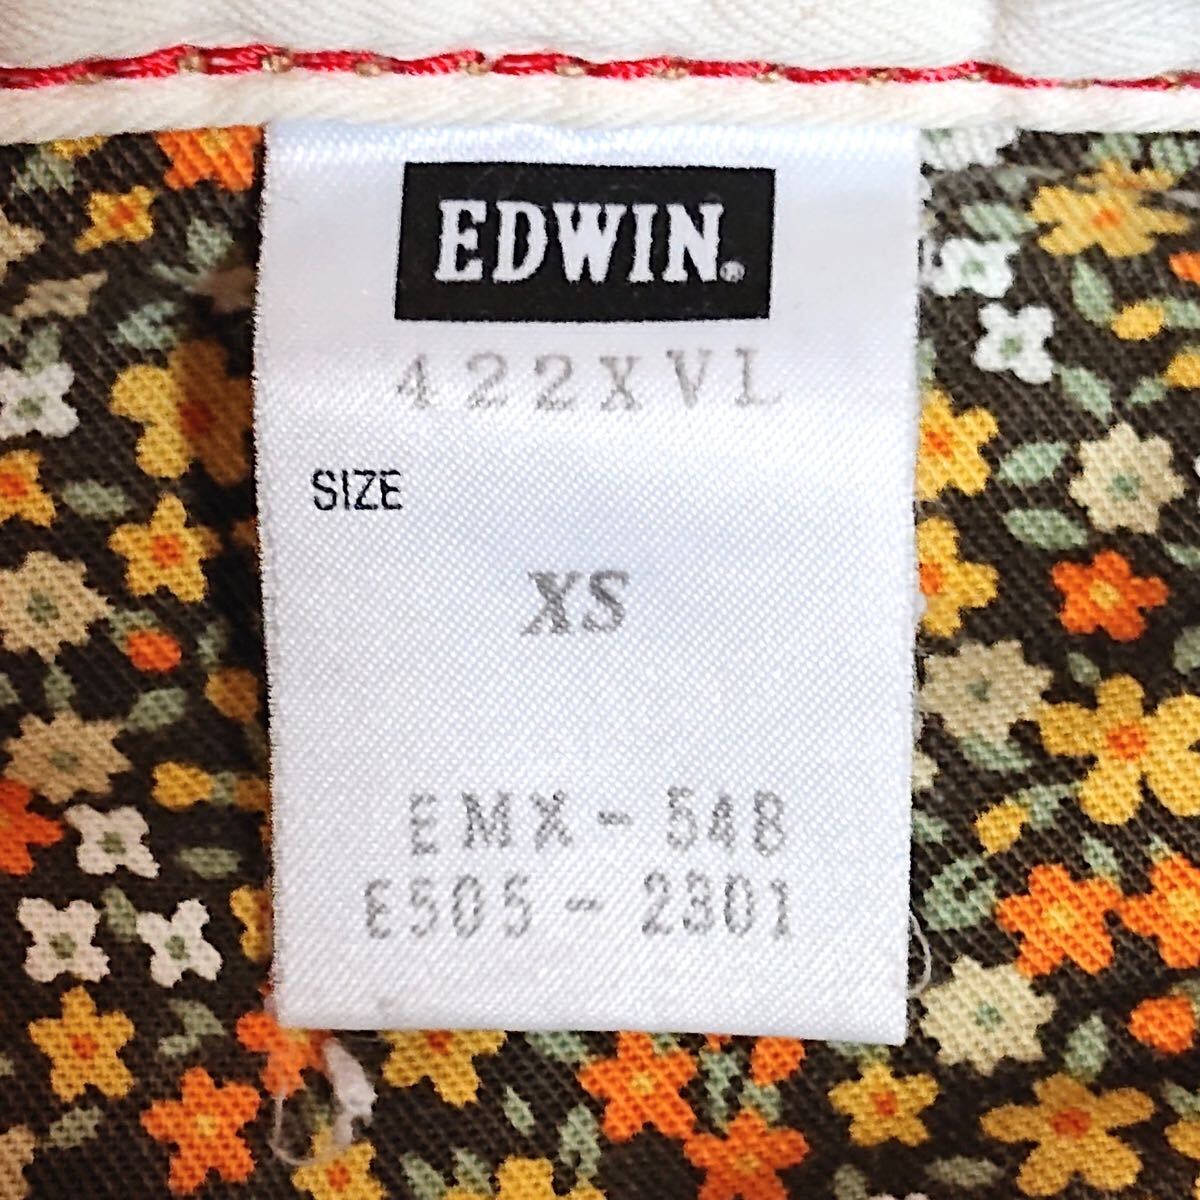 EDWIN®
422XVL
SIZE
XS
EMX-548
E505-2301